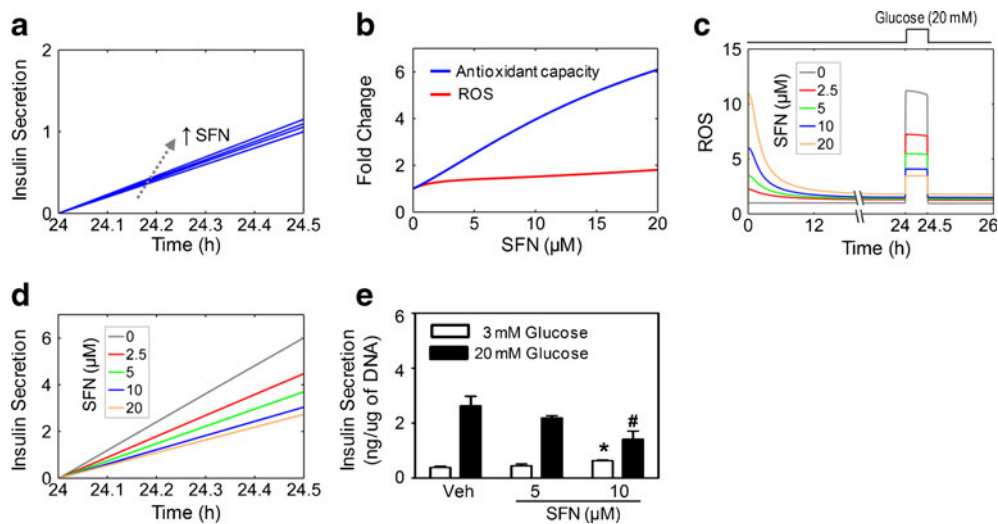 a
Insulin Secretion
2
1
0
↑ SFN
24 24.1 24.2 24.3 24.4 24.5
Time (h)
b
Fold Change
6
4
2
0
Antioxidant capacity
ROS
0 5 10 15 20
SFN (µM)
c
Glucose (20 mM)
ROS
15
10
5
0
SFN (µM)
0
2.5
5
10
20
0 12 24 24.5 26
Time (h)
d
Insulin Secretion
6
4
2
0
SFN (µM)
0
2.5
5
10
20
24 24.1 24.2 24.3 24.4 24.5
Time (h)
e
Insulin Secretion
(ng/ug of DNA)
6
4
2
0
3 mM Glucose
20 mM Glucose
* #
Veh 5 10
SFN (µM)